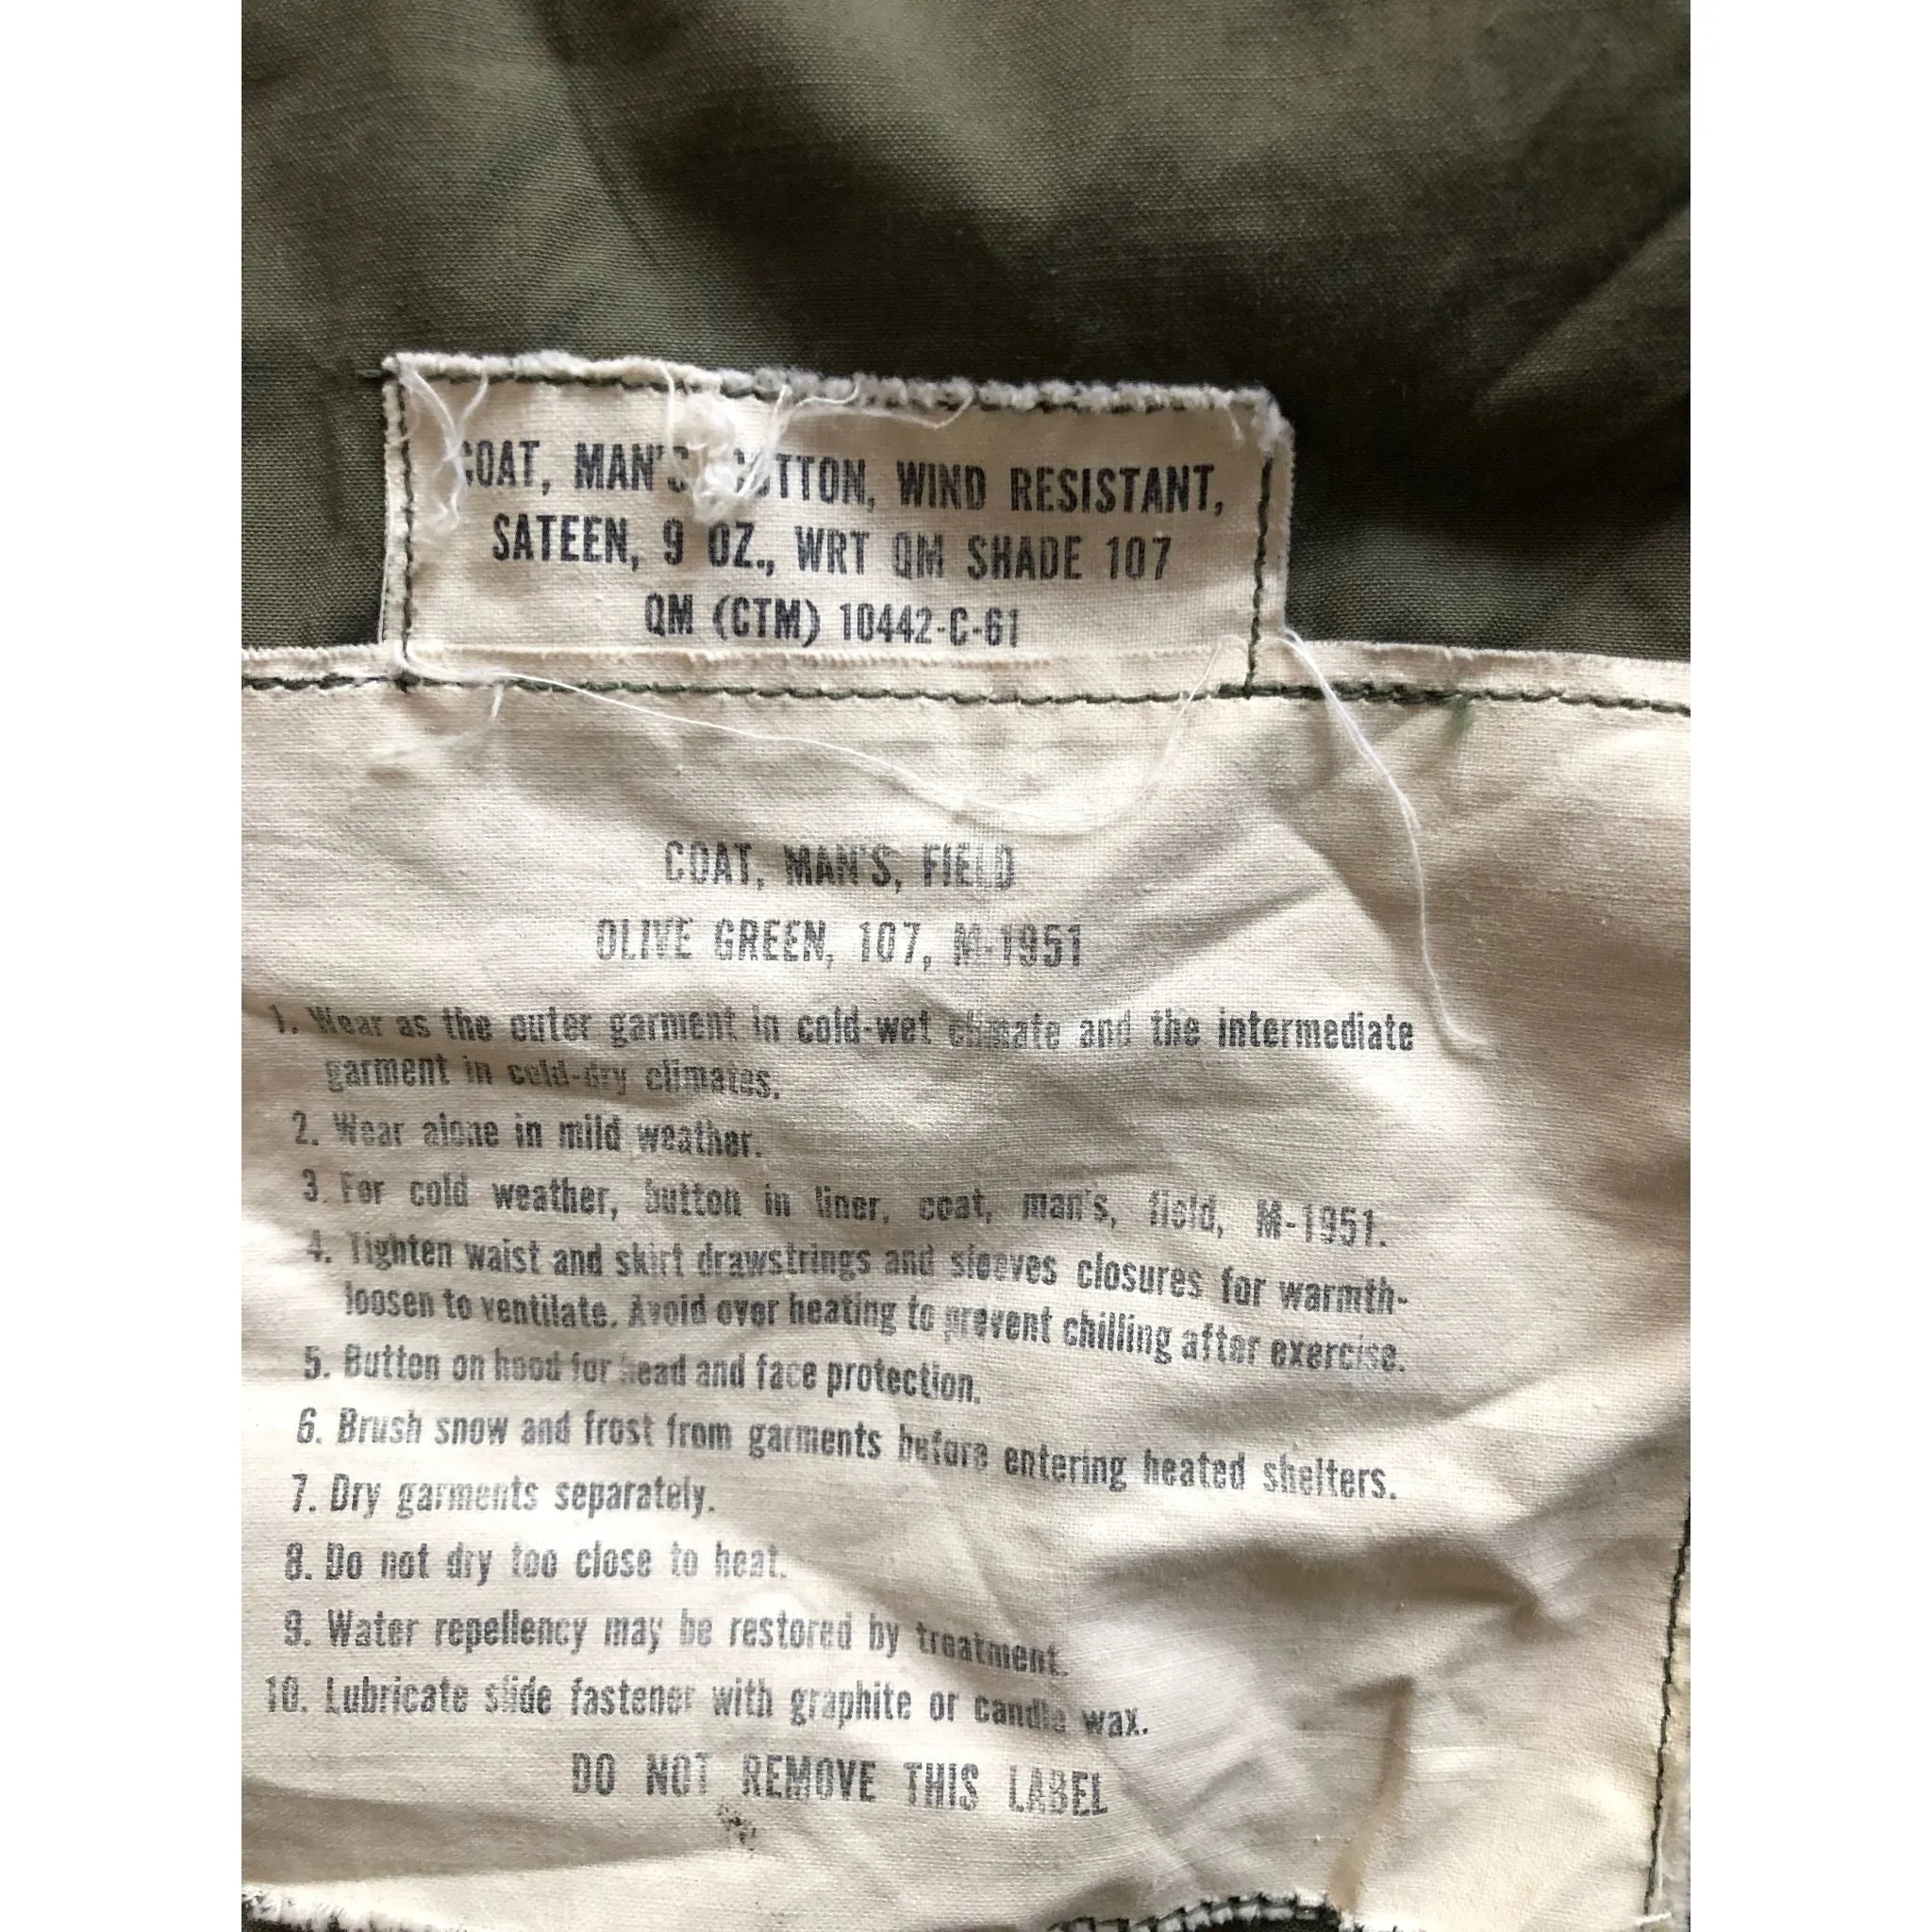 COAT, MAN'S, COTTON, WIND RESISTANT,
SATEEN, 9 OZ., WRT QM SHADE 107
QM (CTM) 10442-C-61
COAT, MAN'S, FIELD
OLIVE GREEN, 107, M-1951
1. Wear as the outer garment in cold-wet climate and the intermediate
garment in cold-dry climates.
2. Wear alone in mild weather.
3. For cold weather, button in liner, coat, man's, field, M-1951.
4. Tighten waist and skirt drawstrings and sleeves closures for warmth-
loosen to ventilate. Avoid over heating to prevent chilling after exercise.
5. Button on hood for head and face protection.
6. Brush snow and frost from garments before entering heated shelters.
7. Dry garments separately.
8. Do not dry too close to heat.
9. Water repellency may be restored by treatment.
10. Lubricate slide fastener with graphite or candle wax.
DO NOT REMOVE THIS LABEL